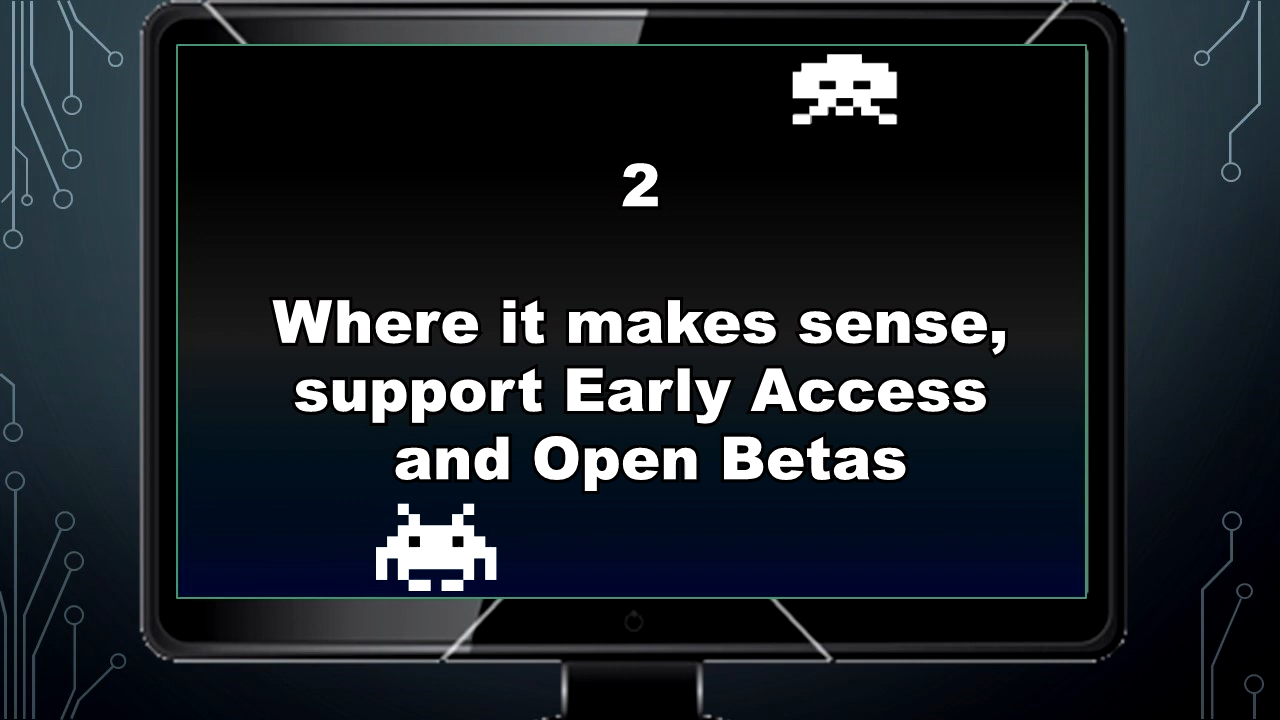 2
Where it makes sense,
support Early Access
and Open Betas